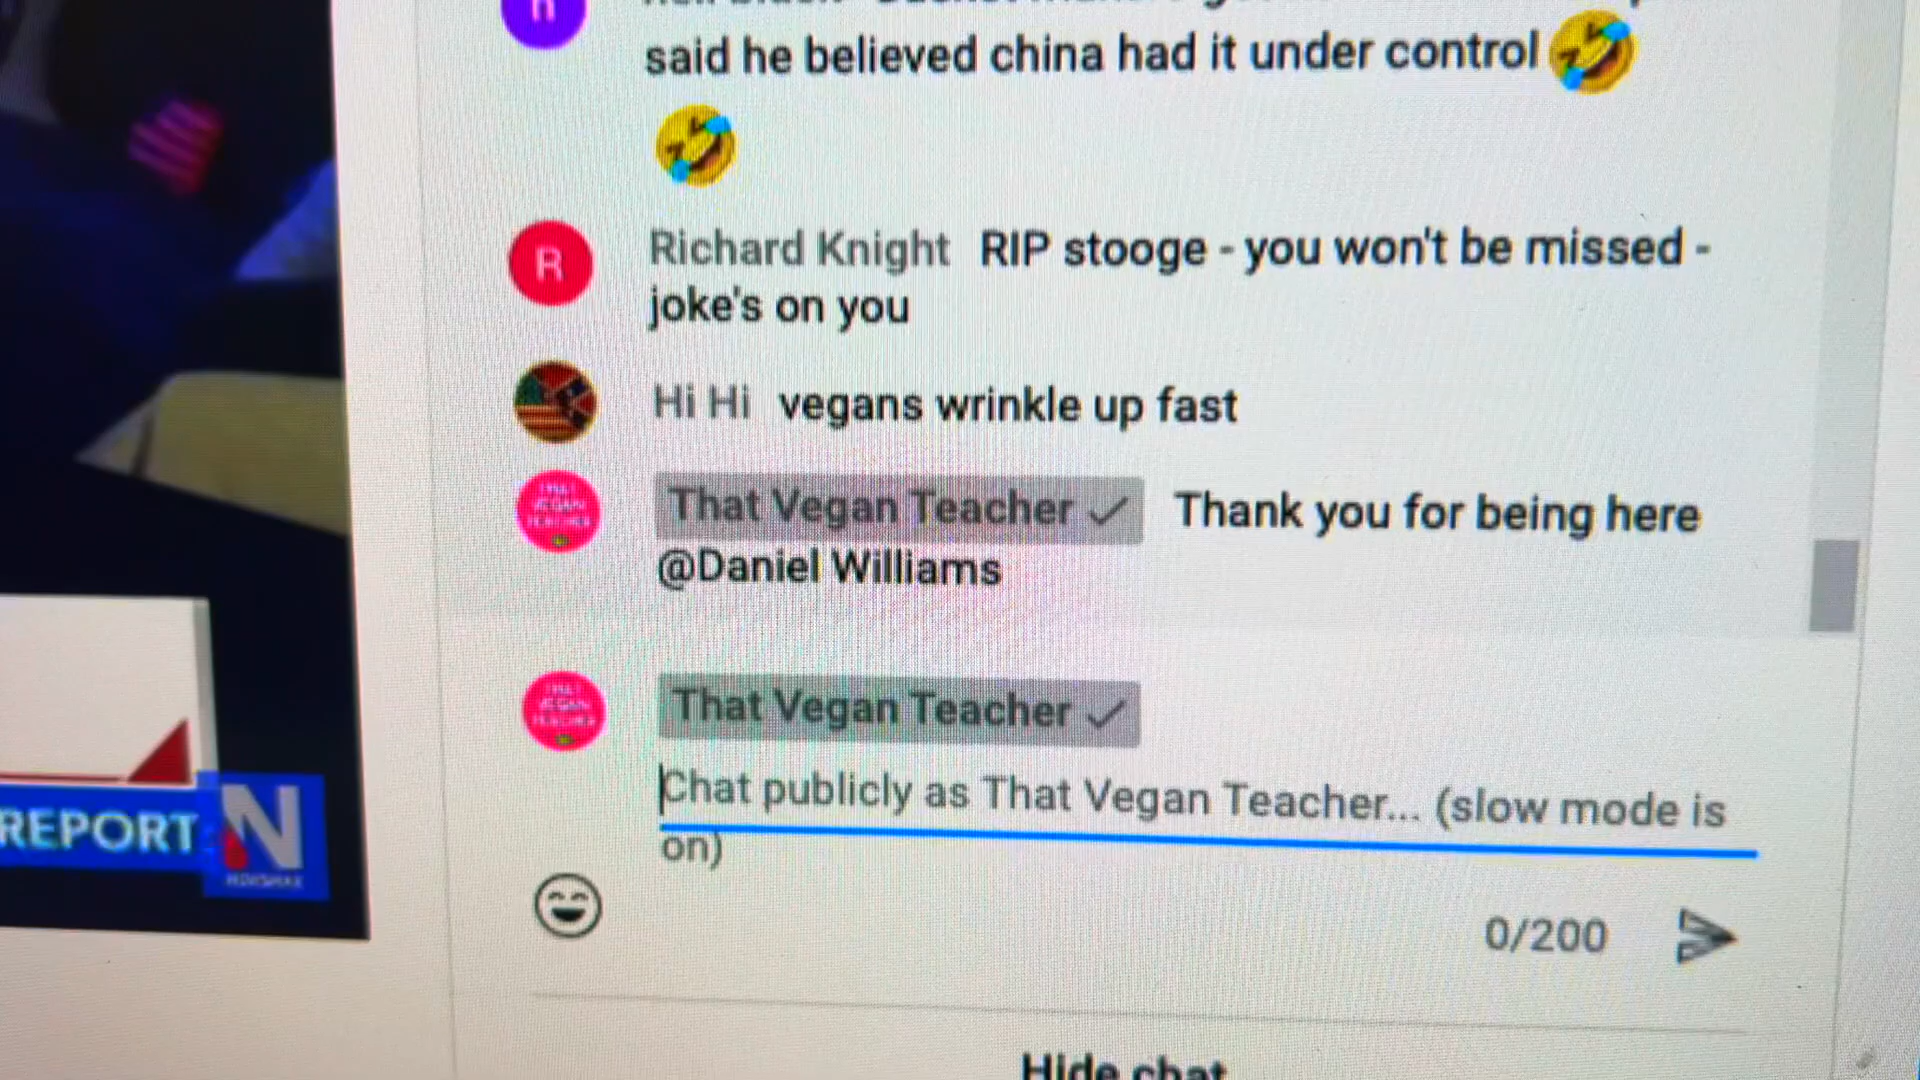 said he believed china had it under control 🤣
🤣
R
Richard Knight RIP stooge - you won't be missed -
joke's on you
Hi Hi vegans wrinkle up fast
That Vegan Teacher ✓ Thank you for being here
@Daniel Williams
That Vegan Teacher ✓
Chat publicly as That Vegan Teacher... (slow mode is
on)
0/200
Hide chat
REPORT
N
NEWSMAX